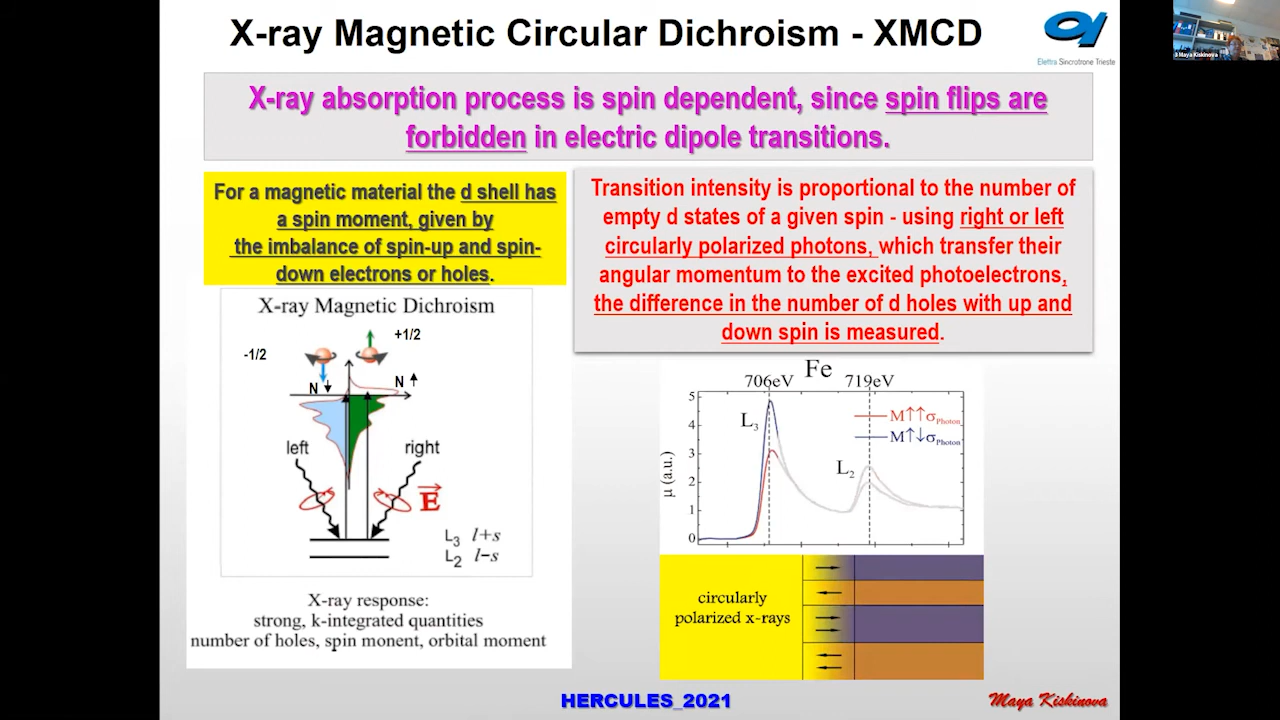 X-ray Magnetic Circular Dichroism - XMCD
Elettra Sincrotrone Trieste
Maya Kiskinova
X-ray absorption process is spin dependent, since spin flips are
forbidden in electric dipole transitions.
For a magnetic material the d shell has
a spin moment, given by
the imbalance of spin-up and spin-
down electrons or holes.
Transition intensity is proportional to the number of
empty d states of a given spin - using right or left
circularly polarized photons, which transfer their
angular momentum to the excited photoelectrons,
the difference in the number of d holes with up and
down spin is measured.
X-ray Magnetic Dichroism
+1/2
-1/2
N ↓ N ↑
left right
E
L3 l+s
L2 l−s
X-ray response:
strong, k-integrated quantities
number of holes, spin monent, orbital moment
Fe
706eV 719eV
5
4
3
2
1
0
μ (a.u.)
L3
L2
M↑↑σPhoton
M↑↓σPhoton
circularly
polarized x-rays
HERCULES_2021
Maya Kiskinova